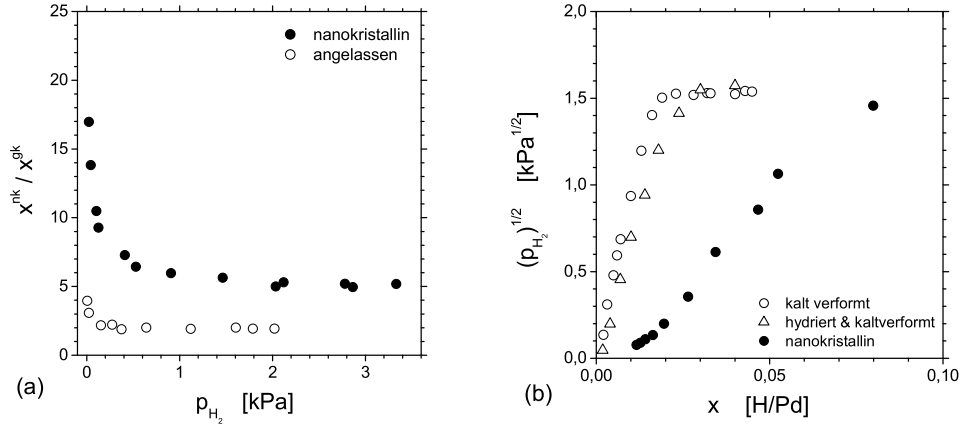 25
20
15
10
5
0
x^nk / x^gk
nanokristallin
angelassen
0 1 2 3
(a)
p_H₂ [kPa]
2,0
1,5
1,0
0,5
0,0
(p_H₂)^1/2 [kPa^1/2]
kalt verformt
hydriert & kaltverformt
nanokristallin
0,00 0,05 0,10
(b)
x [H/Pd]